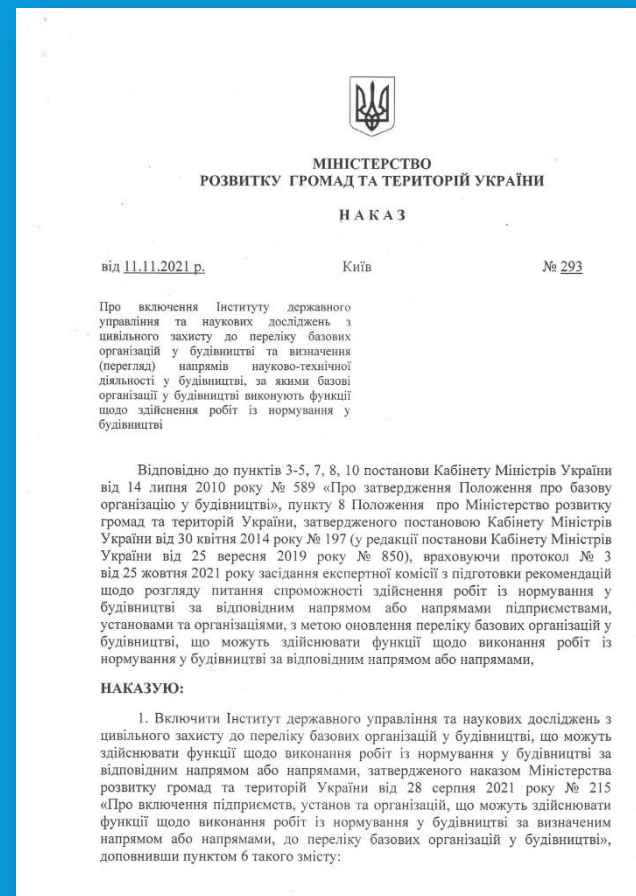 МІНІСТЕРСТВО
РОЗВИТКУ ГРОМАД ТА ТЕРИТОРІЙ УКРАЇНИ
Н А К А З
від 11.11.2021 р. Київ № 293
Про включення Інституту державного
управління та наукових досліджень з
цивільного захисту до переліку базових
організацій у будівництві та визначення
(перегляд) напрямів науково-технічної
діяльності у будівництві, за якими базові
організації у будівництві виконують функції
щодо здійснення робіт із нормування у
будівництві
Відповідно до пунктів 3-5, 7, 8, 10 постанови Кабінету Міністрів України
від 14 липня 2010 року № 589 «Про затвердження Положення про базову
організацію у будівництві», пункту 8 Положення про Міністерство розвитку
громад та територій України, затвердженого постановою Кабінету Міністрів
України від 30 квітня 2014 року № 197 (у редакції постанови Кабінету Міністрів
України від 25 вересня 2019 року № 850), враховуючи протокол № 3
від 25 жовтня 2021 року засідання експертної комісії з підготовки рекомендацій
щодо розгляду питання спроможності здійснення робіт із нормування у
будівництві за відповідним напрямом або напрямами підприємствами,
установами та організаціями, з метою оновлення переліку базових організацій у
будівництві, що можуть здійснювати функції щодо виконання робіт із
нормування у будівництві за відповідним напрямом або напрямами,
НАКАЗУЮ:
1. Включити Інститут державного управління та наукових досліджень з
цивільного захисту до переліку базових організацій у будівництві, що можуть
здійснювати функції щодо виконання робіт із нормування у будівництві за
відповідним напрямом або напрямами, затвердженого наказом Міністерства
розвитку громад та територій України від 28 серпня 2021 року № 215
«Про включення підприємств, установ та організацій, що можуть здійснювати
функції щодо виконання робіт із нормування у будівництві за визначеним
напрямом або напрямами, до переліку базових організацій у будівництві»,
доповнивши пунктом 6 такого змісту: